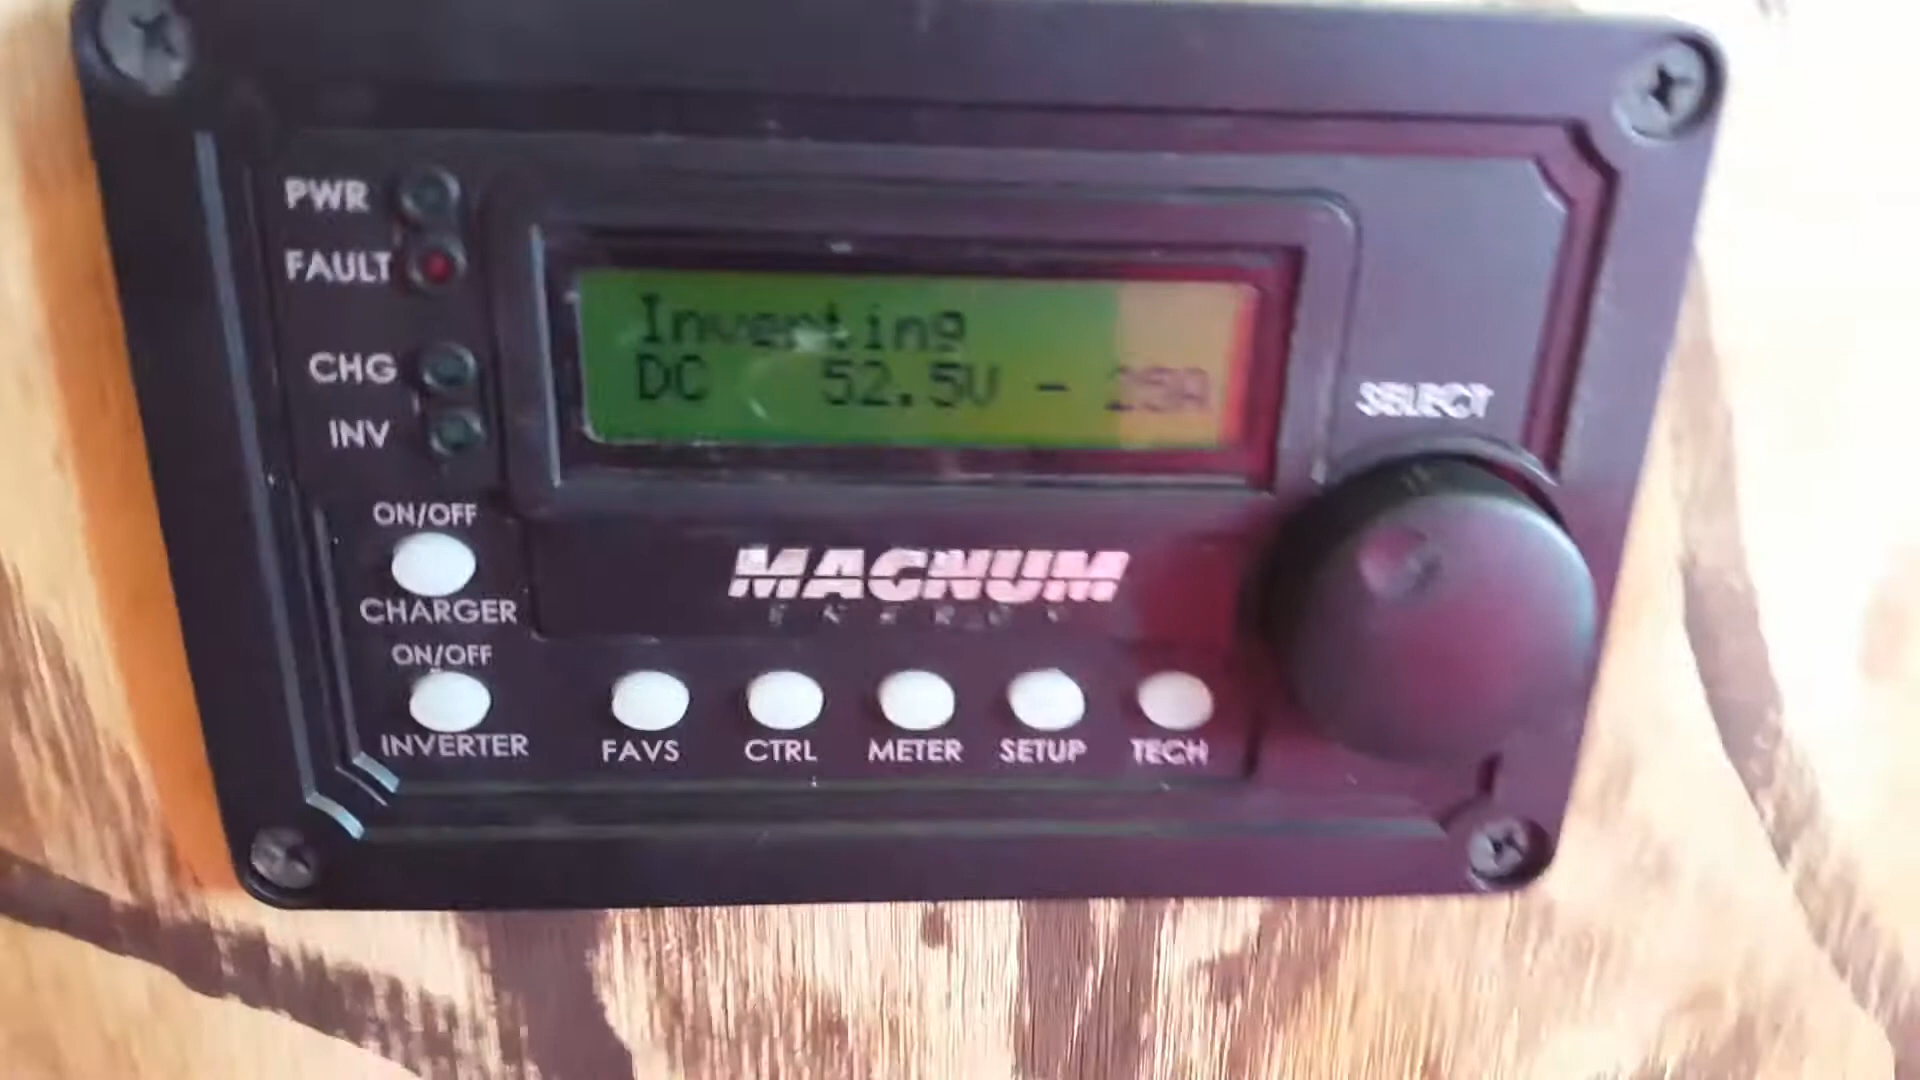 PWR
FAULT
CHG
INV
Inverting
DC 52.5V - 25A
SELECT
ON/OFF
CHARGER
ON/OFF
INVERTER
MAGNUM
ENERGY
FAVS
CTRL
METER
SETUP
TECH